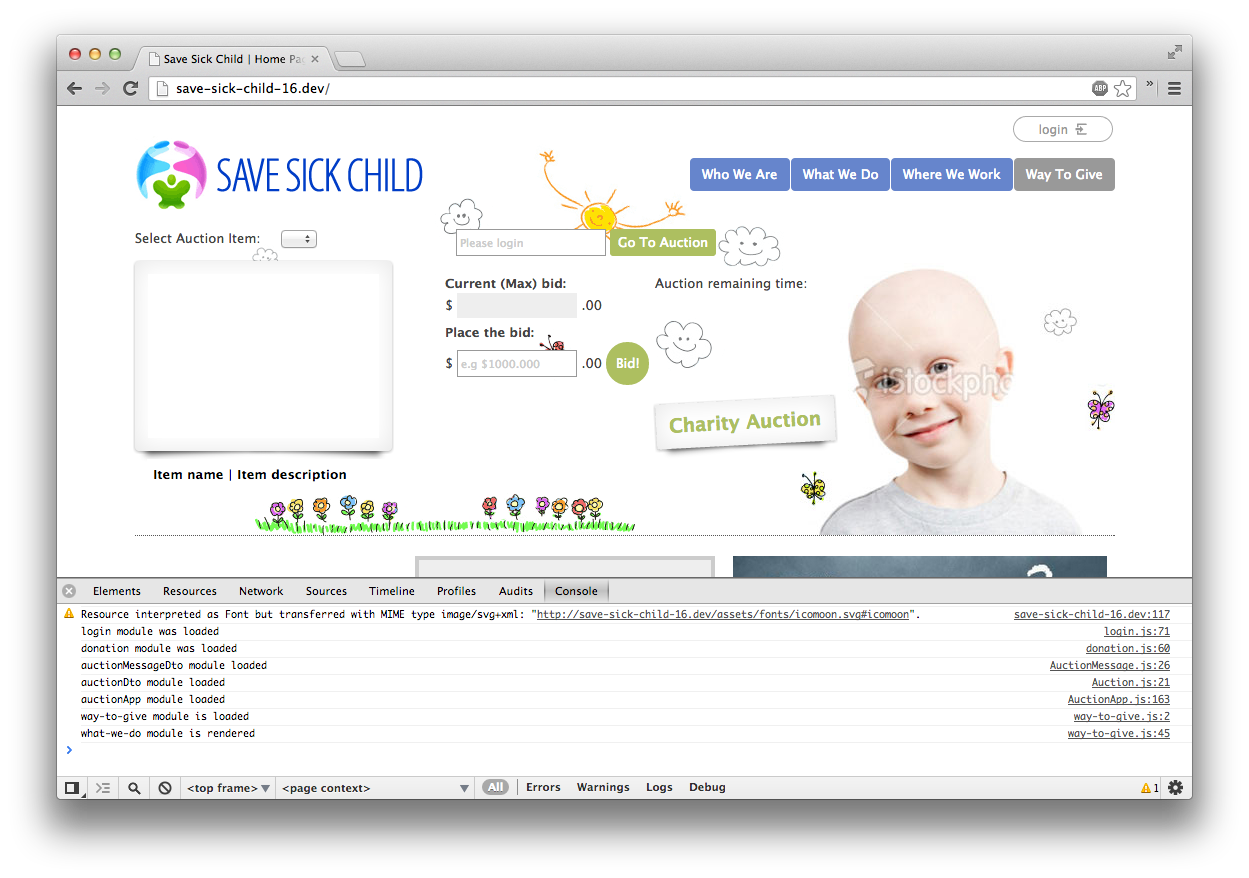 Save Sick Child | Home Pa
save-sick-child-16.dev/
ABP
»
login
SAVE SICK CHILD
Who We Are
What We Do
Where We Work
Way To Give
Select Auction Item:
Please login
Go To Auction
Current (Max) bid:
Auction remaining time:
$ .00
Place the bid:
$ e.g $1000.000 .00 Bid!
iStockpho
Charity Auction
Item name | Item description
Elements Resources Network Sources Timeline Profiles Audits Console
Resource interpreted as Font but transferred with MIME type image/svg+xml: "http://save-sick-child-16.dev/assets/fonts/icomoon.svg#icomoon". save-sick-child-16.dev:117
login module was loaded login.js:71
donation module was loaded donation.js:60
auctionMessageDto module loaded AuctionMessage.js:26
auctionDto module loaded Auction.js:21
auctionApp module loaded AuctionApp.js:163
way-to-give module is loaded way-to-give.js:2
what-we-do module is rendered way-to-give.js:45
<top frame> <page context> All Errors Warnings Logs Debug 1